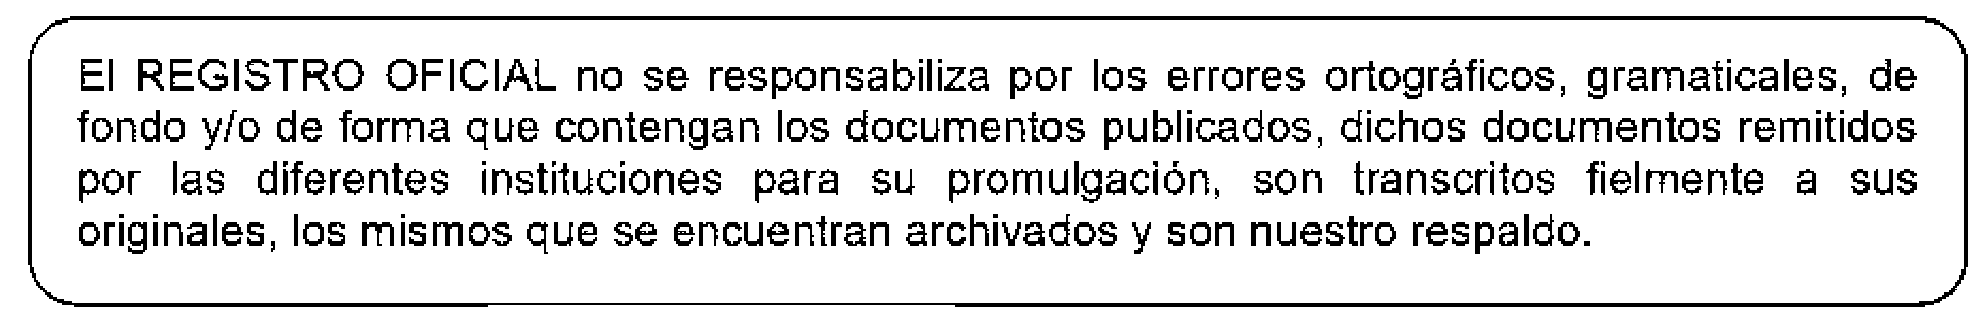 El REGISTRO OFICIAL no se responsabiliza por los errores ortográficos, gramaticales, de
fondo y/o de forma que contengan los documentos publicados, dichos documentos remitidos
por las diferentes instituciones para su promulgación, son transcritos fielmente a sus
originales, los mismos que se encuentran archivados y son nuestro respaldo.